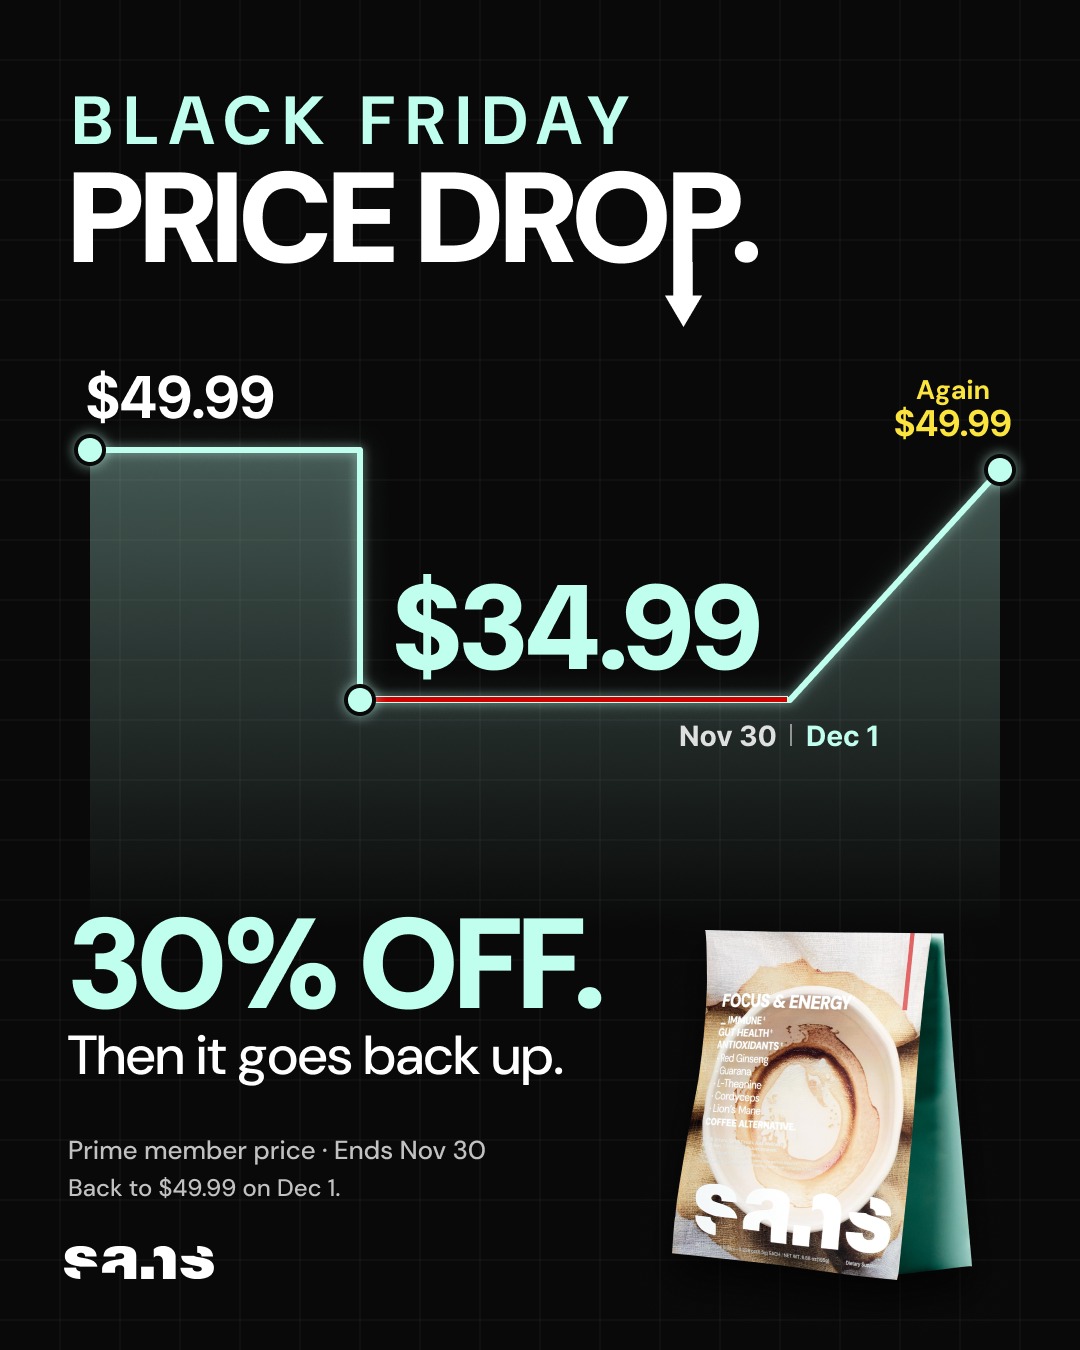 BLACK FRIDAY
PRICE DROP.
$49.99
Again
$49.99
$34.99
Nov 30 | Dec 1
30% OFF.
Then it goes back up.
Prime member price · Ends Nov 30
Back to $49.99 on Dec 1.
sans
FOCUS & ENERGY
IMMUNE
GUT HEALTH
ANTIOXIDANTS
Red Ginseng
Guarana
L-Theanine
Cordyceps
Lion's Mane
COFFEE ALTERNATIVE.
sans